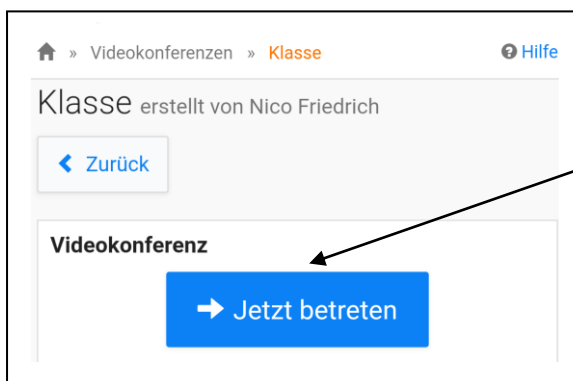 » Videokonferenzen » Klasse Hilfe
Klasse erstellt von Nico Friedrich
Zurück
Videokonferenz
Jetzt betreten